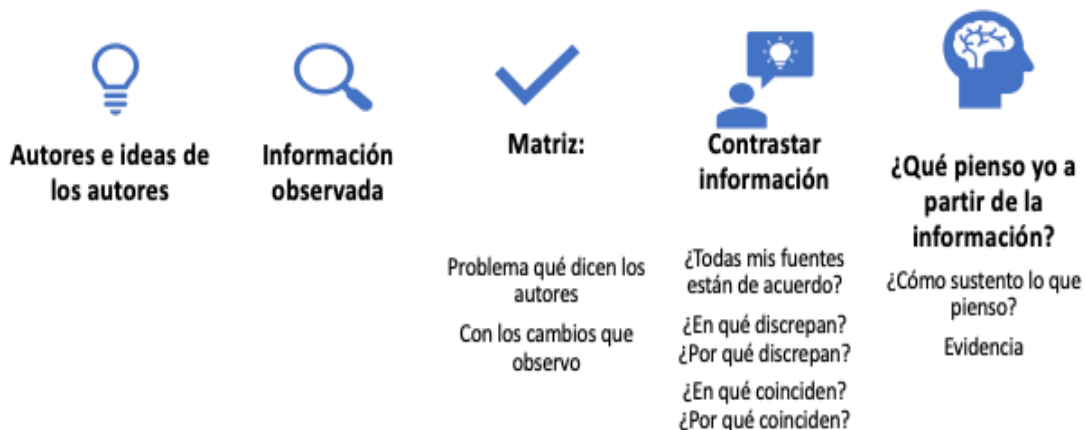 Autores e ideas de
los autores
Información
observada
Matriz:
Problema qué dicen los
autores
Con los cambios que
observo
Contrastar
información
¿Todas mis fuentes
están de acuerdo?
¿En qué discrepan?
¿Por qué discrepan?
¿En qué coinciden?
¿Por qué coinciden?
¿Qué pienso yo a
partir de la
información?
¿Cómo sustento lo que
pienso?
Evidencia